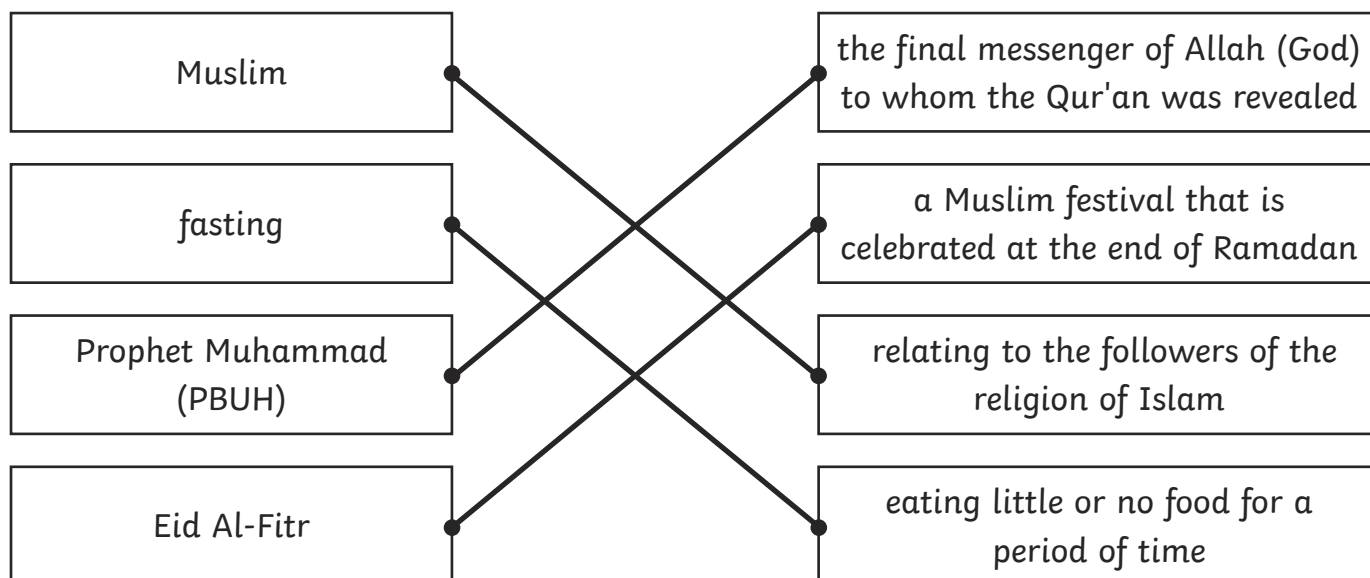 Muslim
the final messenger of Allah (God)
to whom the Qur'an was revealed
fasting
a Muslim festival that is
celebrated at the end of Ramadan
Prophet Muhammad
(PBUH)
relating to the followers of the
religion of Islam
Eid Al-Fitr
eating little or no food for a
period of time